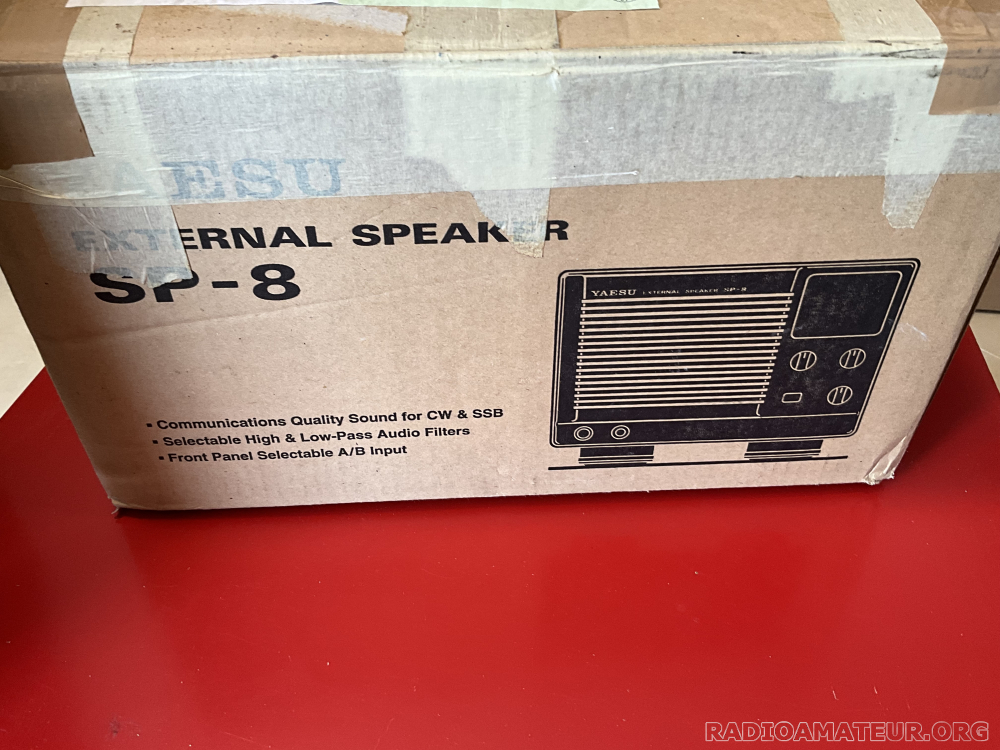 YAESU
EXTERNAL SPEAKER
SP-8
▪ Communications Quality Sound for CW & SSB
▪ Selectable High & Low-Pass Audio Filters
▪ Front Panel Selectable A/B Input
YAESU EXTERNAL SPEAKER SP-8
RADIOAMATEUR.ORG